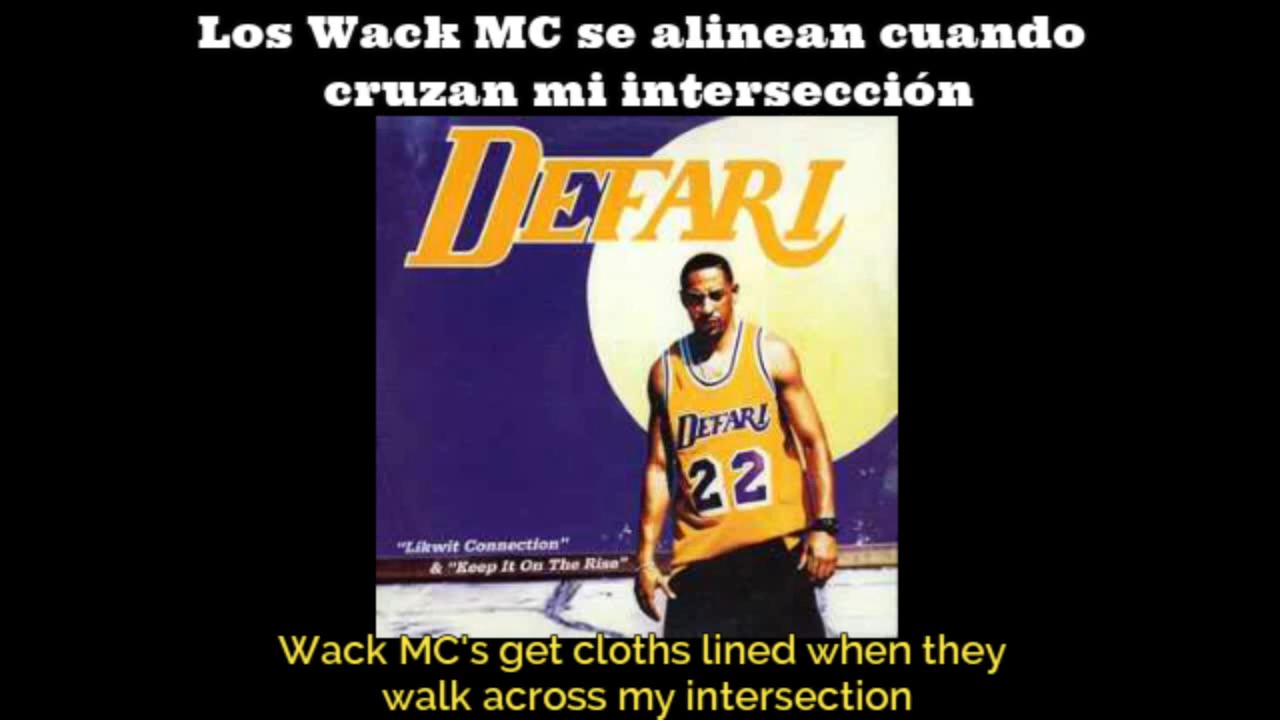 Los Wack MC se alinean cuando
cruzan mi intersección
DEFARI
DEFARI
22
"Likwit Connection"
& "Keep It On The Rise"
Wack MC's get cloths lined when they
walk across my intersection